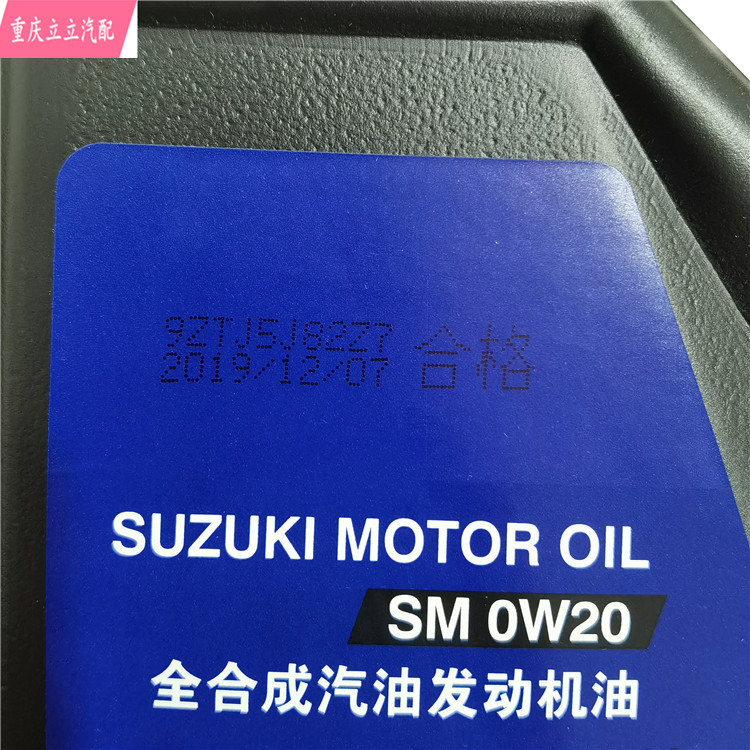 重庆立立汽配
9ZTJ5J82Z7
2019/12/07 合格
SUZUKI MOTOR OIL
SM 0W20
全合成汽油发动机油